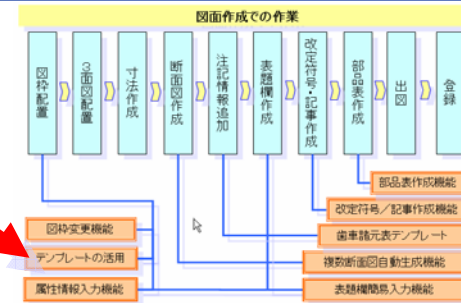 図面作成での作業
図枠配置
3面図配置
寸法作成
断面図作成
注記情報追加
表題欄作成
改定符号・記事作成
部品表作成
出図
登録
部品表作成機能
改定符号/記事作成機能
図枠変更機能
歯車諸元表テンプレート
テンプレートの活用
複数断面図自動生成機能
属性情報入力機能
表題欄簡易入力機能